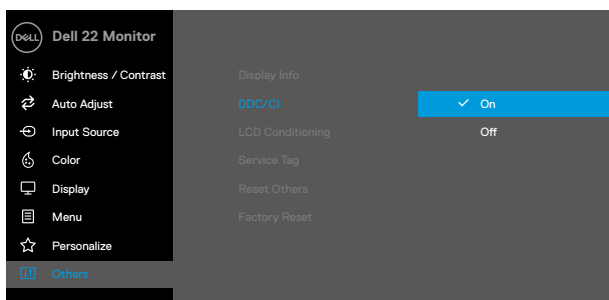 DELL Dell 22 Monitor
Brightness / Contrast
Auto Adjust
Input Source
Color
Display
Menu
Personalize
Others
Display Info
DDC/CI
LCD Conditioning
Service Tag
Reset Others
Factory Reset
On
Off